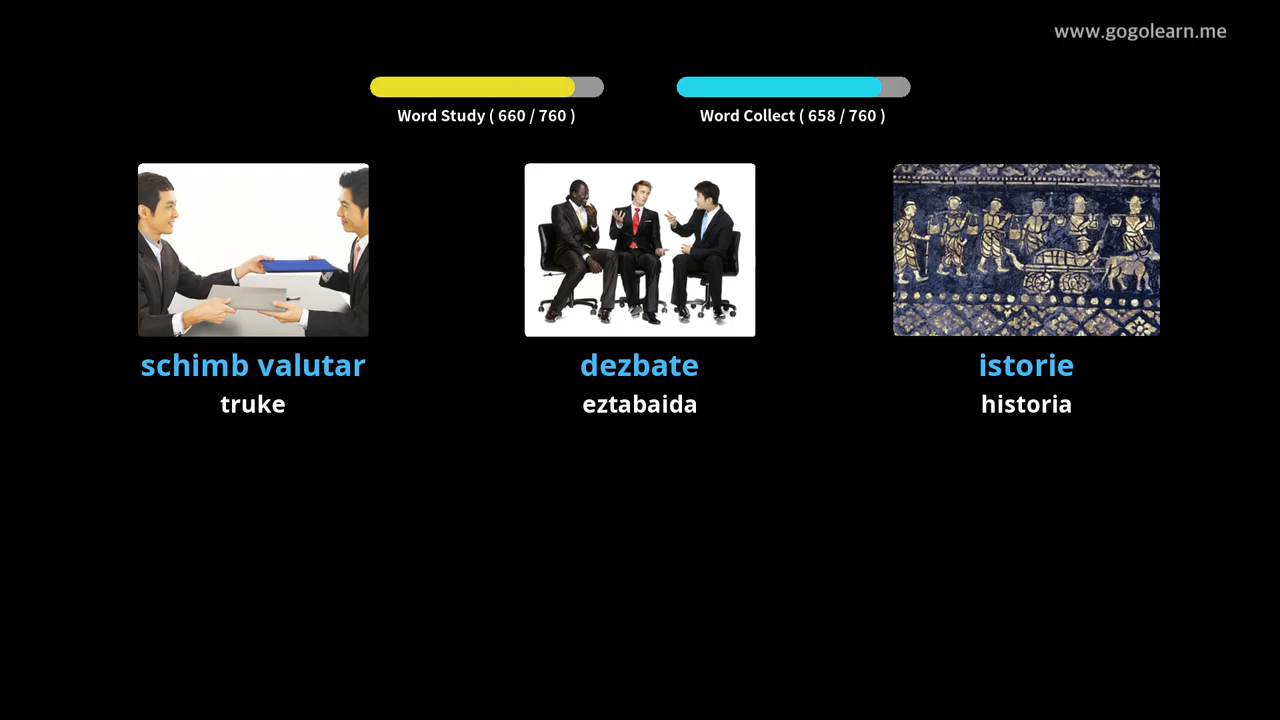 www.gogolearn.me
Word Study ( 660 / 760 )
Word Collect ( 658 / 760 )
schimb valutar
dezbate
istorie
truke
eztabaida
historia